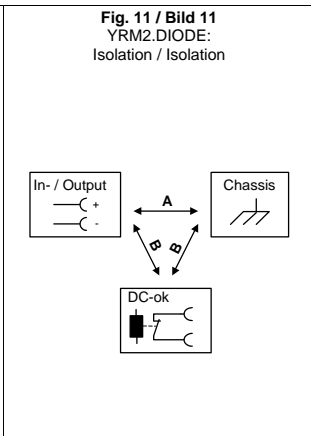 Fig. 11 / Bild 11
YRM2.DIODE:
Isolation / Isolation
In- / Output
+
-
A
Chassis
B
B
DC-ok